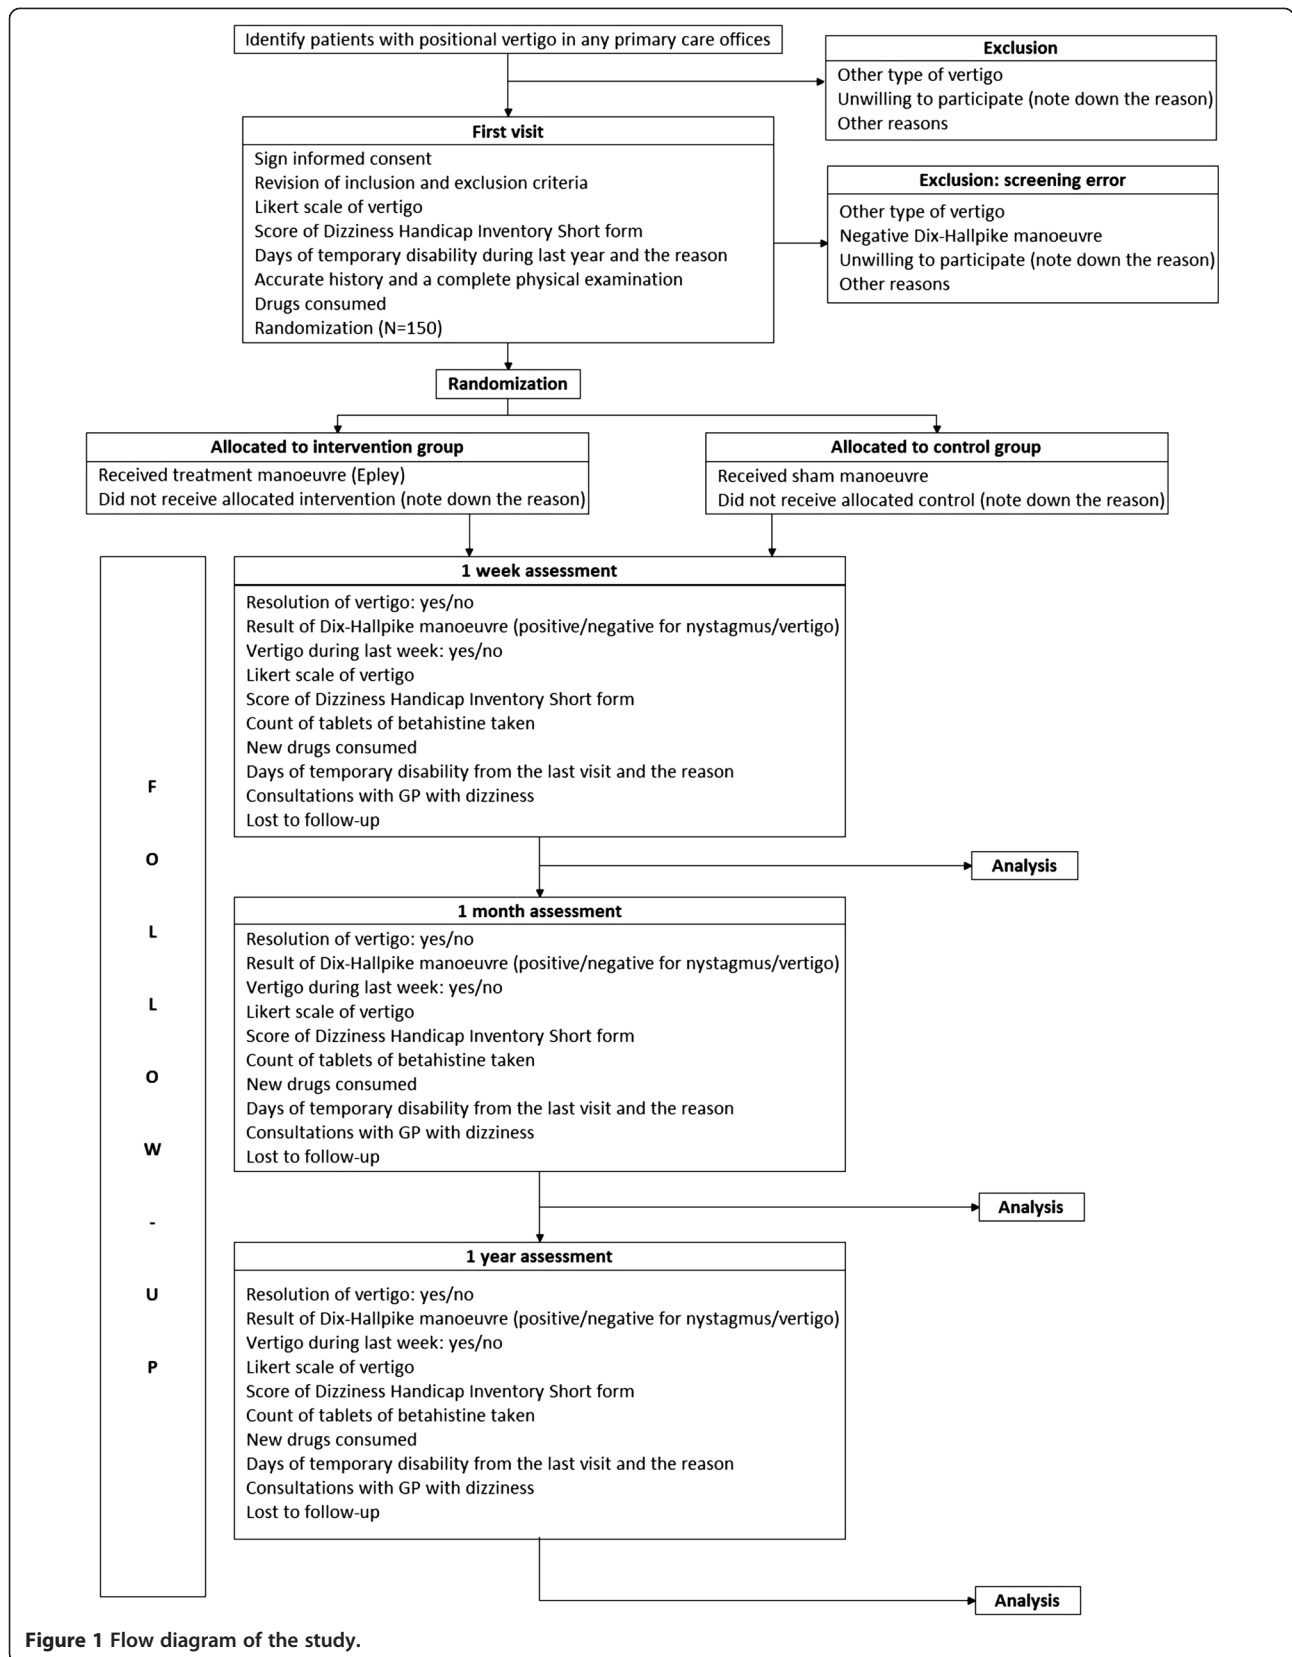 Identify patients with positional vertigo in any primary care offices
Exclusion
Other type of vertigo
Unwilling to participate (note down the reason)
Other reasons
First visit
Sign informed consent
Revision of inclusion and exclusion criteria
Likert scale of vertigo
Score of Dizziness Handicap Inventory Short form
Days of temporary disability during last year and the reason
Accurate history and a complete physical examination
Drugs consumed
Randomization (N=150)
Exclusion: screening error
Other type of vertigo
Negative Dix-Hallpike manoeuvre
Unwilling to participate (note down the reason)
Other reasons
Randomization
Allocated to intervention group
Received treatment manoeuvre (Epley)
Did not receive allocated intervention (note down the reason)
Allocated to control group
Received sham manoeuvre
Did not receive allocated control (note down the reason)
F
O
L
L
O
W
-
U
P
1 week assessment
Resolution of vertigo: yes/no
Result of Dix-Hallpike manoeuvre (positive/negative for nystagmus/vertigo)
Vertigo during last week: yes/no
Likert scale of vertigo
Score of Dizziness Handicap Inventory Short form
Count of tablets of betahistine taken
New drugs consumed
Days of temporary disability from the last visit and the reason
Consultations with GP with dizziness
Lost to follow-up
Analysis
1 month assessment
Resolution of vertigo: yes/no
Result of Dix-Hallpike manoeuvre (positive/negative for nystagmus/vertigo)
Vertigo during last week: yes/no
Likert scale of vertigo
Score of Dizziness Handicap Inventory Short form
Count of tablets of betahistine taken
New drugs consumed
Days of temporary disability from the last visit and the reason
Consultations with GP with dizziness
Lost to follow-up
Analysis
1 year assessment
Resolution of vertigo: yes/no
Result of Dix-Hallpike manoeuvre (positive/negative for nystagmus/vertigo)
Vertigo during last week: yes/no
Likert scale of vertigo
Score of Dizziness Handicap Inventory Short form
Count of tablets of betahistine taken
New drugs consumed
Days of temporary disability from the last visit and the reason
Consultations with GP with dizziness
Lost to follow-up
Analysis
Figure 1 Flow diagram of the study.